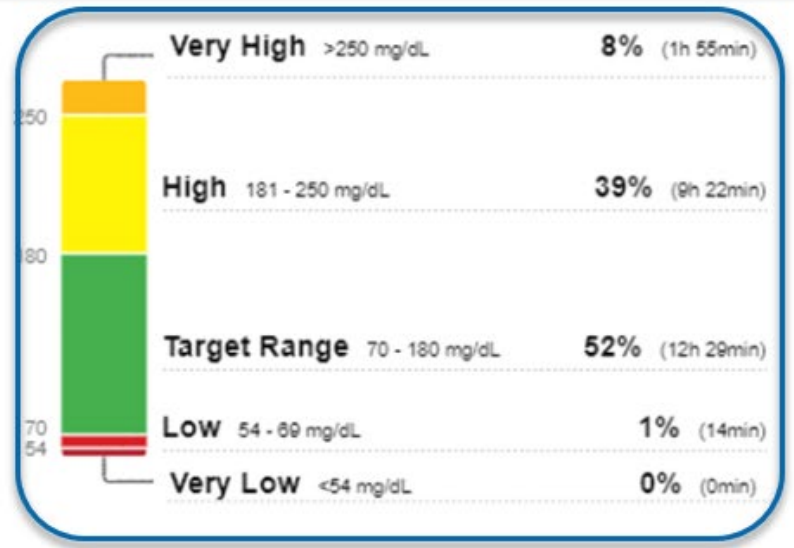 Very High >250 mg/dL 8% (1h 55min)
250
High 181 - 250 mg/dL 39% (9h 22min)
180
Target Range 70 - 180 mg/dL 52% (12h 29min)
70
Low 54 - 69 mg/dL 1% (14min)
54
Very Low <54 mg/dL 0% (0min)